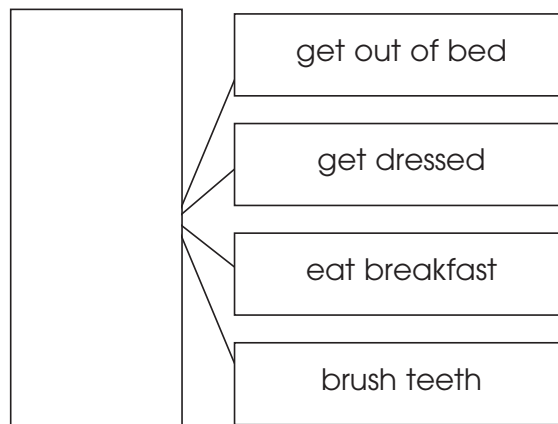 get out of bed
get dressed
eat breakfast
brush teeth